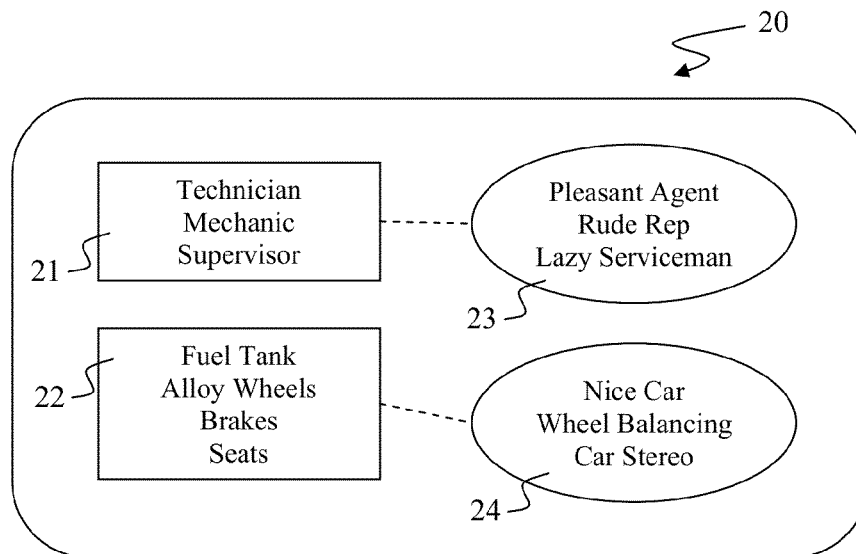 20
Technician
Mechanic
Supervisor
21
Pleasant Agent
Rude Rep
Lazy Serviceman
23
Fuel Tank
Alloy Wheels
Brakes
Seats
22
Nice Car
Wheel Balancing
Car Stereo
24